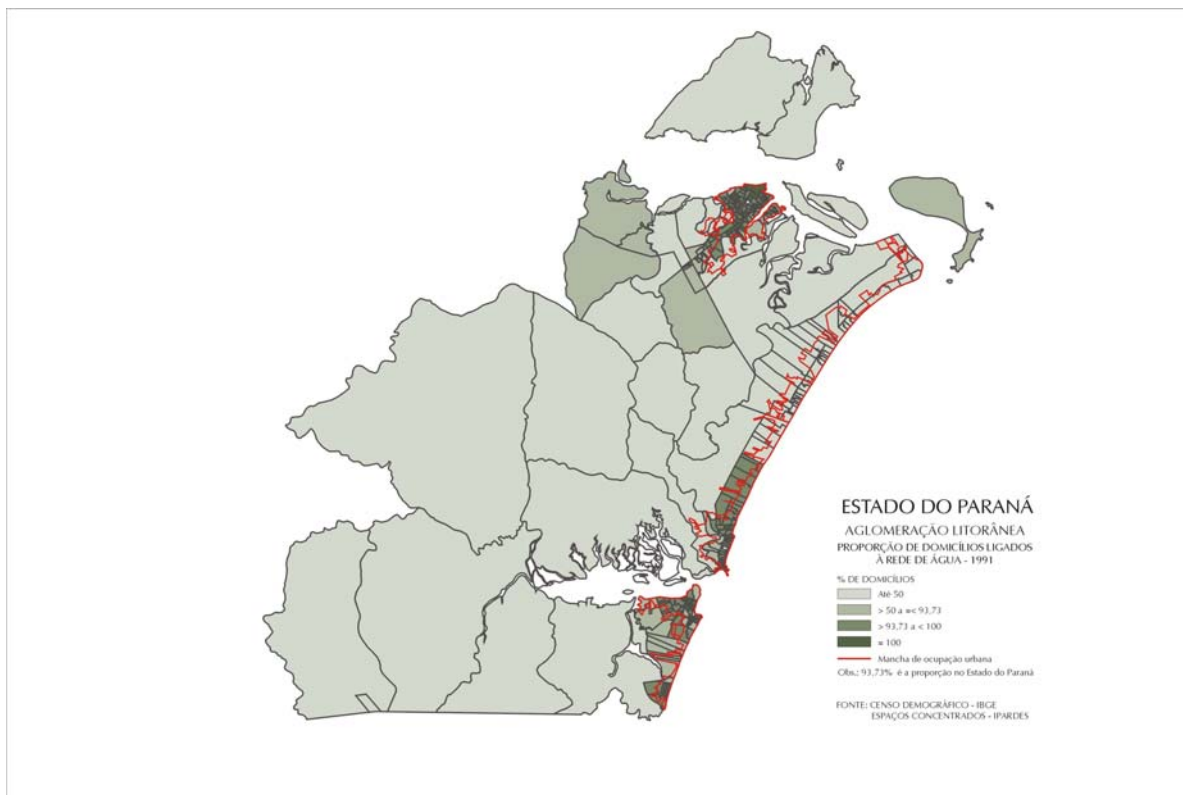 ESTADO DO PARANÁ
AGLOMERAÇÃO LITORÂNEA
PROPORÇÃO DE DOMICÍLIOS LIGADOS
À REDE DE ÁGUA - 1991
% DE DOMICÍLIOS
Até 50
> 50 a =< 93,73
> 93,73 a < 100
= 100
Mancha de ocupação urbana
Obs.: 93,73% é a proporção no Estado do Paraná
FONTE: CENSO DEMOGRÁFICO - IBGE
ESPAÇOS CONCENTRADOS - IPARDES